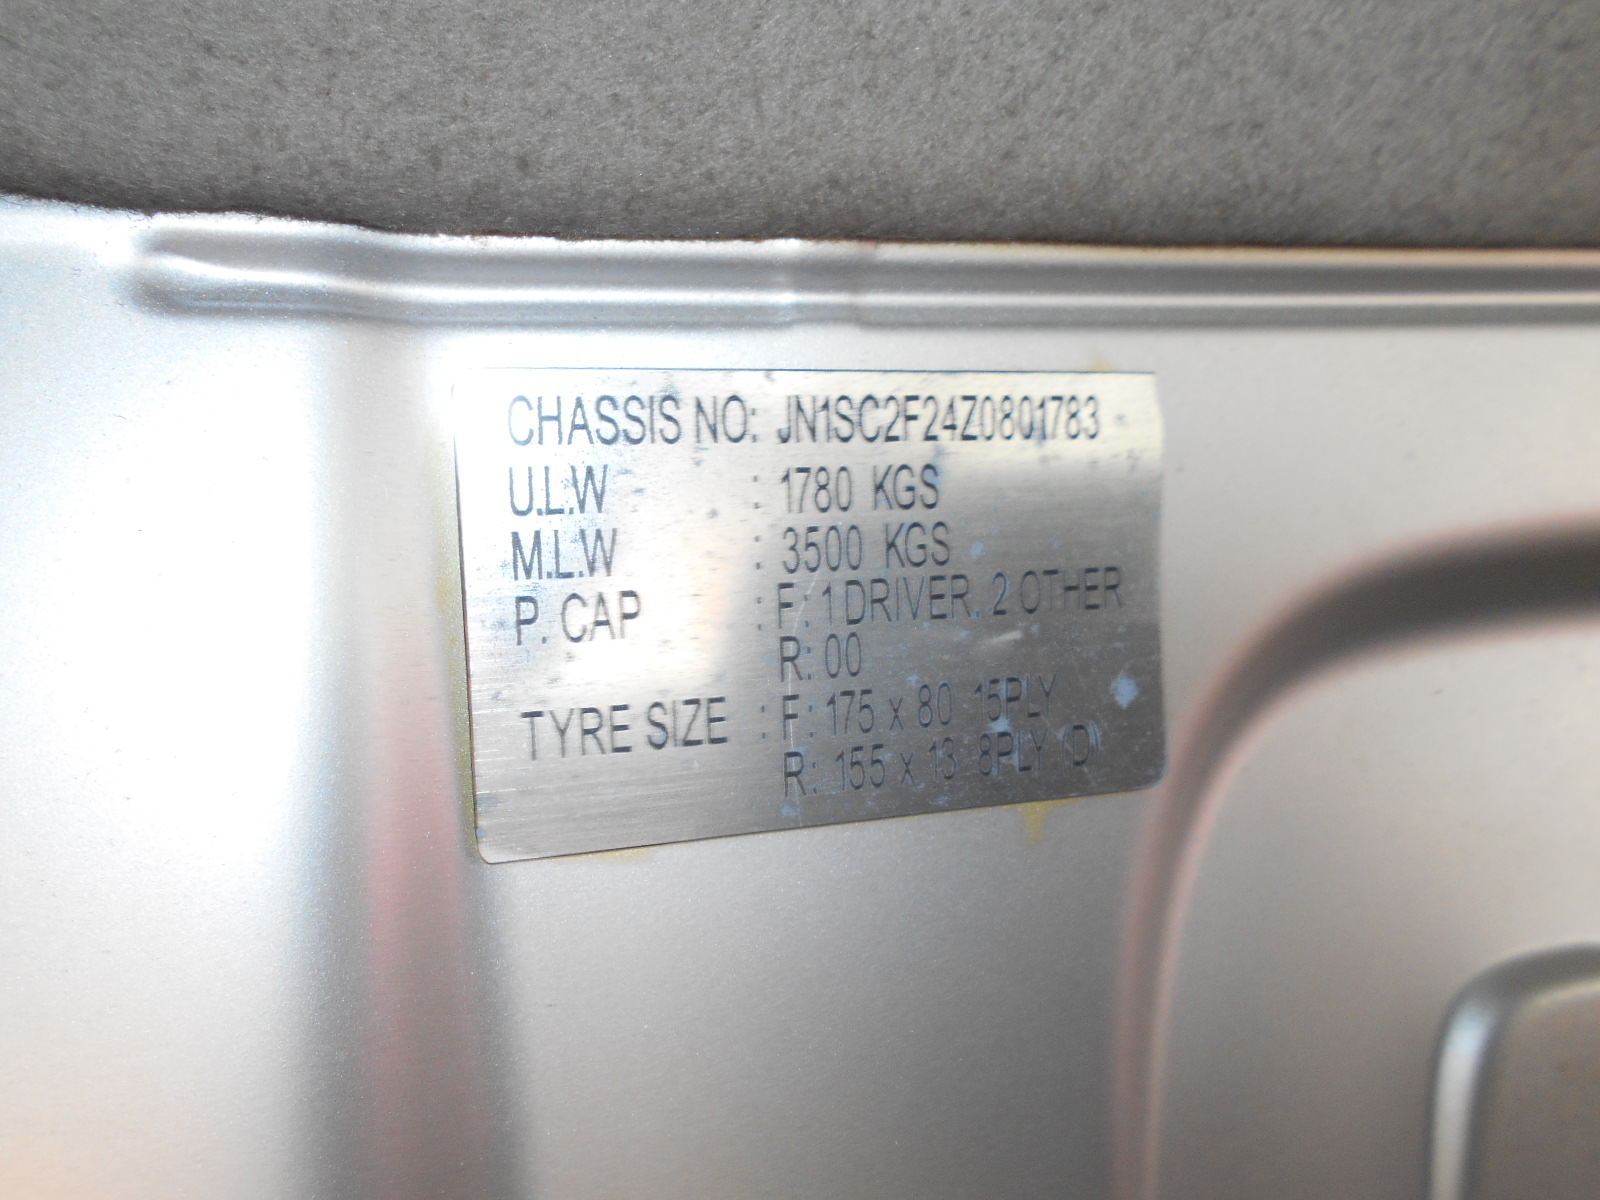 CHASSIS NO: JN1SC2F24Z0801783
U.L.W : 1780 KGS
M.L.W : 3500 KGS
P. CAP : F: 1 DRIVER. 2 OTHER
R: 00
TYRE SIZE : F: 175 x 80 15PLY
R: 155 x 13 8PLY (D)